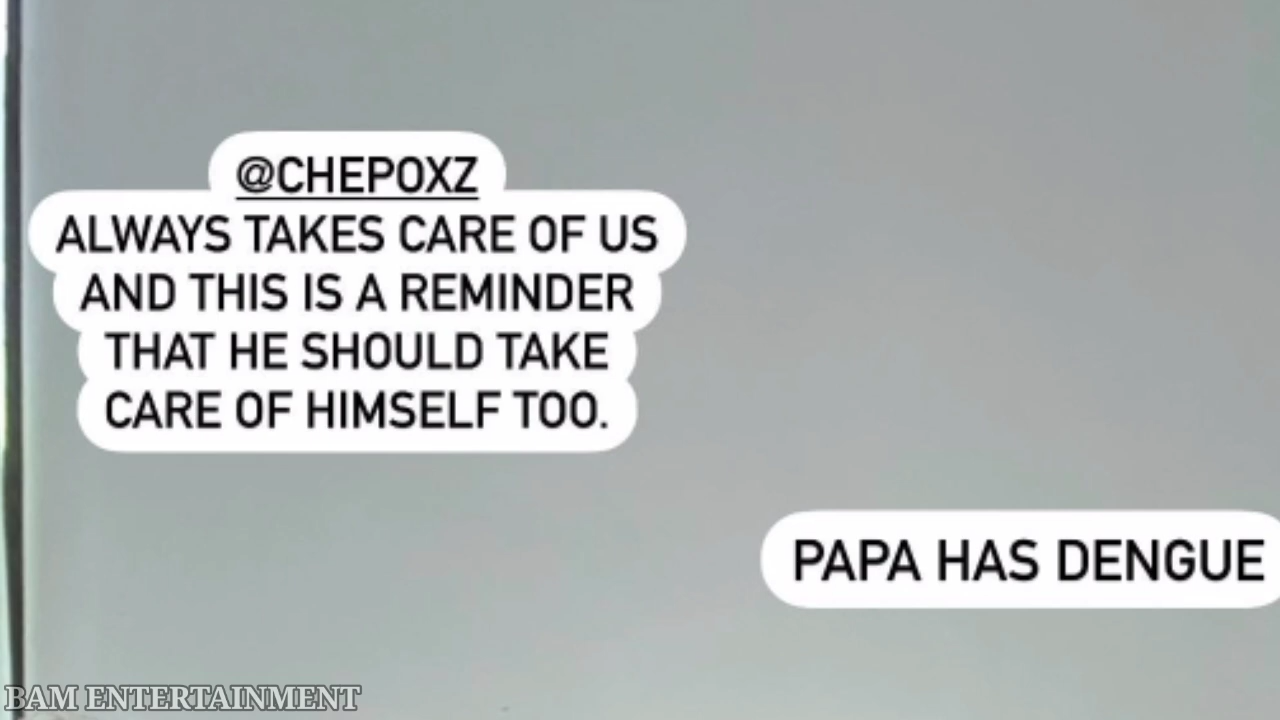 @CHEPOXZ
ALWAYS TAKES CARE OF US
AND THIS IS A REMINDER
THAT HE SHOULD TAKE
CARE OF HIMSELF TOO.
PAPA HAS DENGUE
BAM ENTERTAINMENT